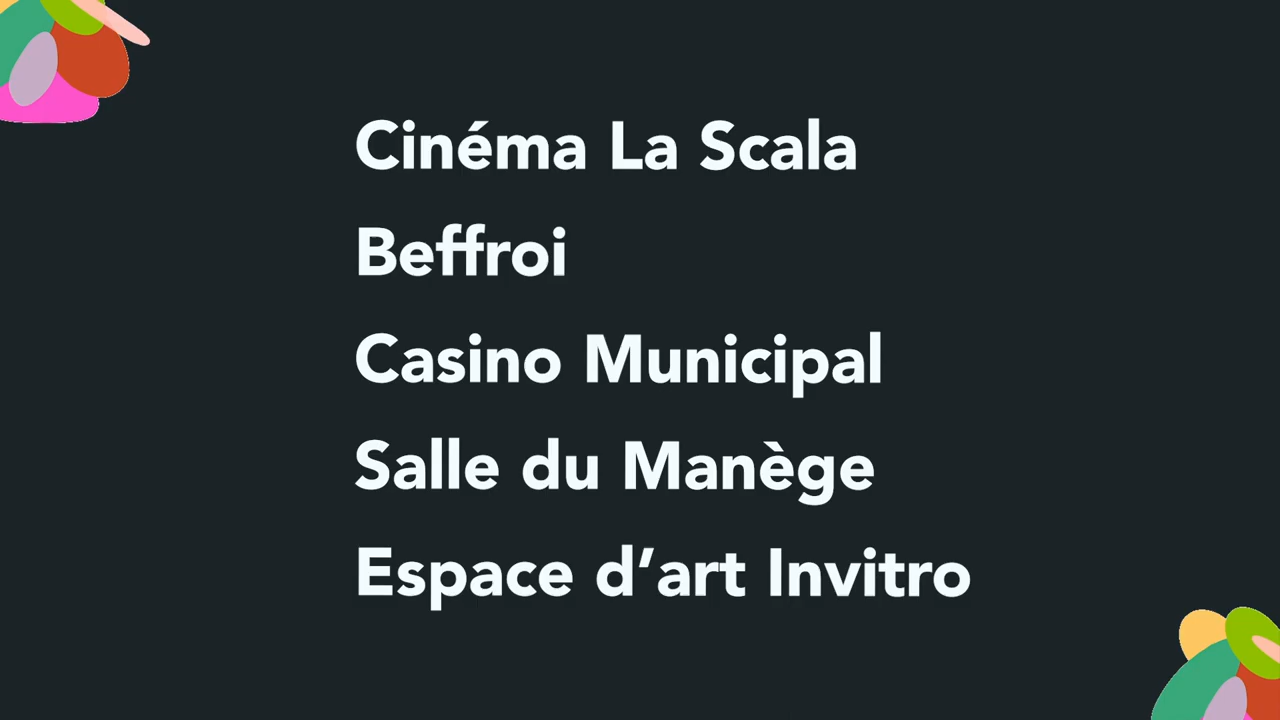 Cinéma La Scala
Beffroi
Casino Municipal
Salle du Manège
Espace d’art Invitro